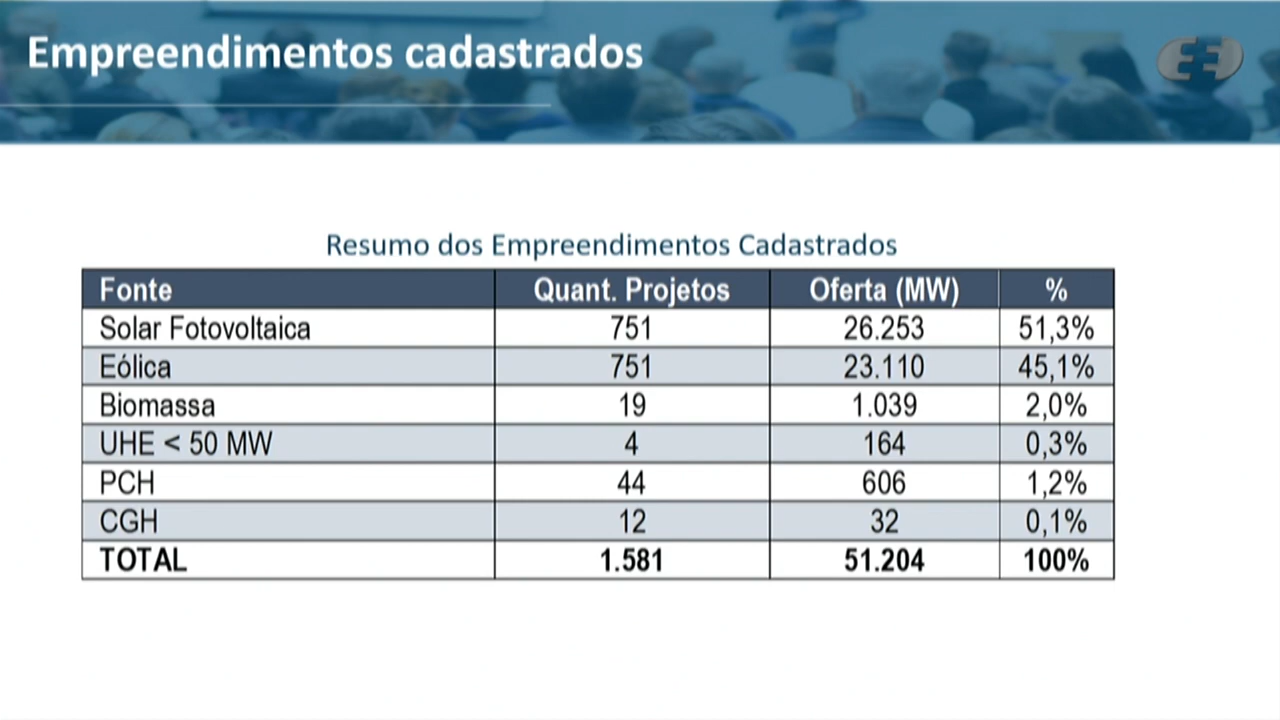 Empreendimentos cadastrados
Resumo dos Empreendimentos Cadastrados
Fonte Quant. Projetos Oferta (MW) %
Solar Fotovoltaica 751 26.253 51,3%
Eólica 751 23.110 45,1%
Biomassa 19 1.039 2,0%
UHE < 50 MW 4 164 0,3%
PCH 44 606 1,2%
CGH 12 32 0,1%
TOTAL 1.581 51.204 100%